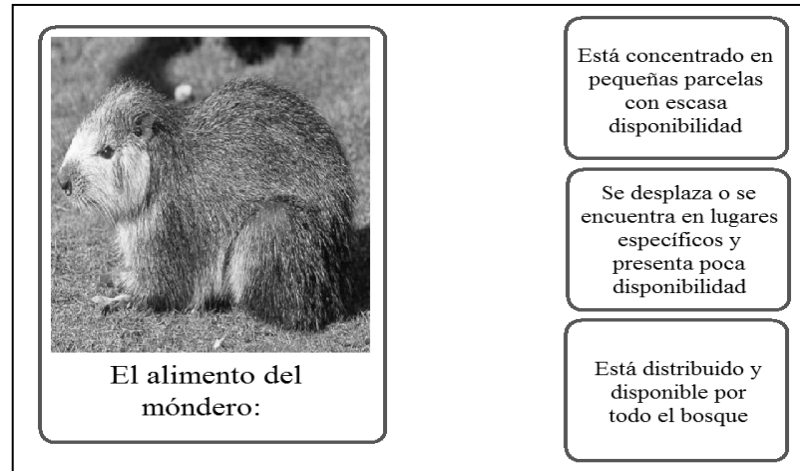 El alimento del
móndero:
Está concentrado en
pequeñas parcelas
con escasa
disponibilidad
Se desplaza o se
encuentra en lugares
específicos y
presenta poca
disponibilidad
Está distribuido y
disponible por
todo el bosque